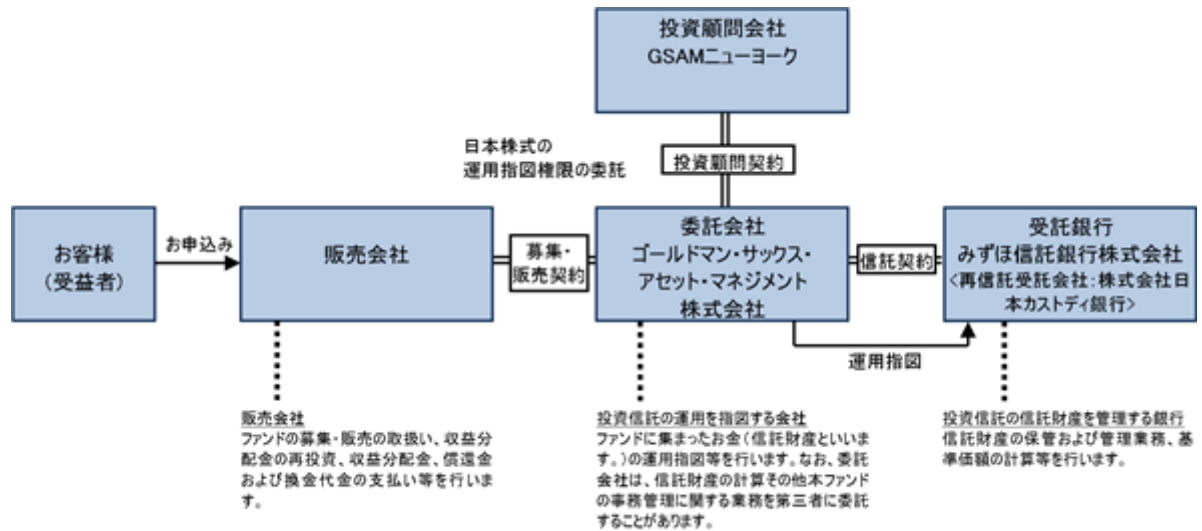 投資顧問会社
GSAMニューヨーク
日本株式の
運用指図権限の委託
投資顧問契約
お客様
(受益者)
お申込み
販売会社
募集・
販売契約
委託会社
ゴールドマン・サックス・
アセット・マネジメント
株式会社
信託契約
受託銀行
みずほ信託銀行株式会社
<再信託受託会社:株式会社日
本カストディ銀行>
運用指図
販売会社
ファンドの募集・販売の取扱い、収益分
配金の再投資、収益分配金、償還金
および換金代金の支払い等を行いま
す。
投資信託の運用を指図する会社
ファンドに集まったお金(信託財産といいま
す。)の運用指図等を行います。なお、委託
会社は、信託財産の計算その他本ファンド
の事務管理に関する業務を第三者に委託
することがあります。
投資信託の信託財産を管理する銀行
信託財産の保管および管理業務、基
準価額の計算等を行います。